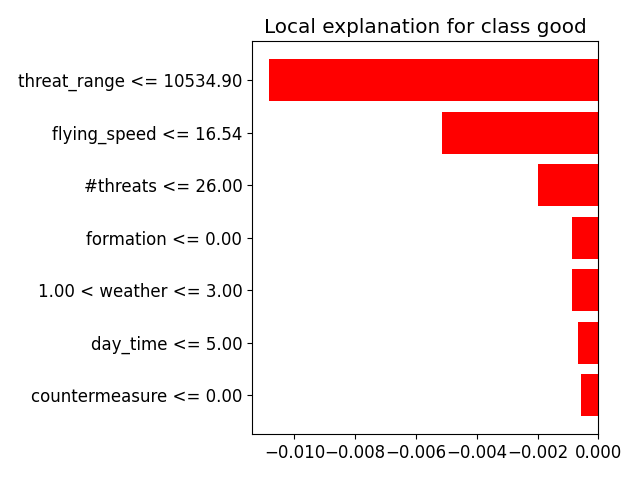 Local explanation for class good
threat_range <= 10534.90
flying_speed <= 16.54
#threats <= 26.00
formation <= 0.00
1.00 < weather <= 3.00
day_time <= 5.00
countermeasure <= 0.00
−0.010 −0.008 −0.006 −0.004 −0.002 0.000